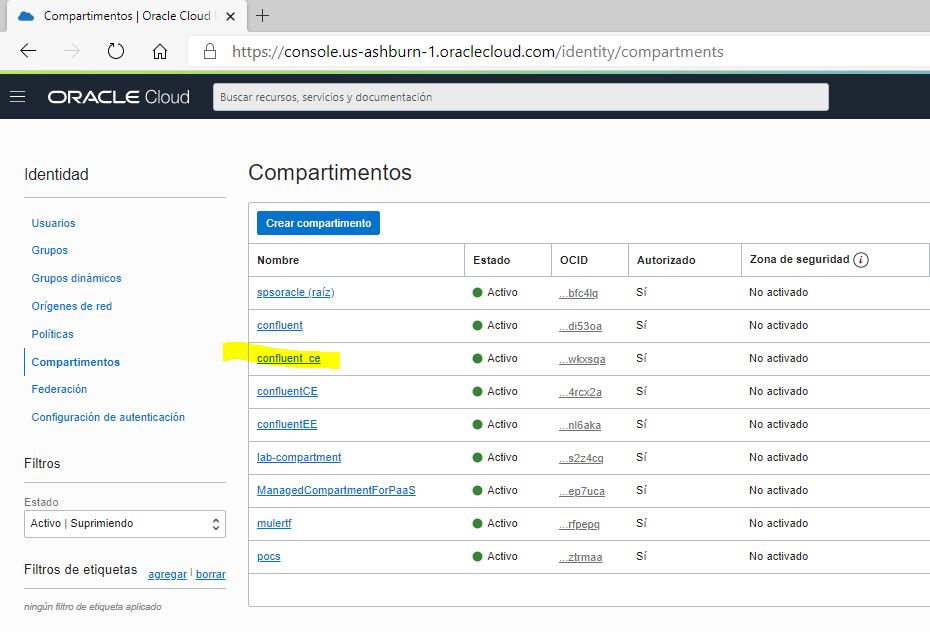 Compartimentos | Oracle Cloud
https://console.us-ashburn-1.oraclecloud.com/identity/compartments
ORACLE Cloud
Buscar recursos, servicios y documentación
Identidad
Usuarios
Grupos
Grupos dinámicos
Orígenes de red
Políticas
Compartimentos
Federación
Configuración de autenticación
Filtros
Estado
Activo | Suprimiendo
Filtros de etiquetas agregar | borrar
ningún filtro de etiqueta aplicado
Compartimentos
Crear compartimento
Nombre Estado OCID Autorizado Zona de seguridad i
spsoracle (raíz) Activo ...bfc4lq Sí No activado
confluent Activo ...di53oa Sí No activado
confluent_ce Activo ...wkxsqa Sí No activado
confluentCE Activo ...4rcx2a Sí No activado
confluentEE Activo ...nl6aka Sí No activado
lab-compartment Activo ...s2z4cq Sí No activado
ManagedCompartmentForPaaS Activo ...ep7uca Sí No activado
mulertf Activo ...rfpepq Sí No activado
pocs Activo ...ztrmaa Sí No activado